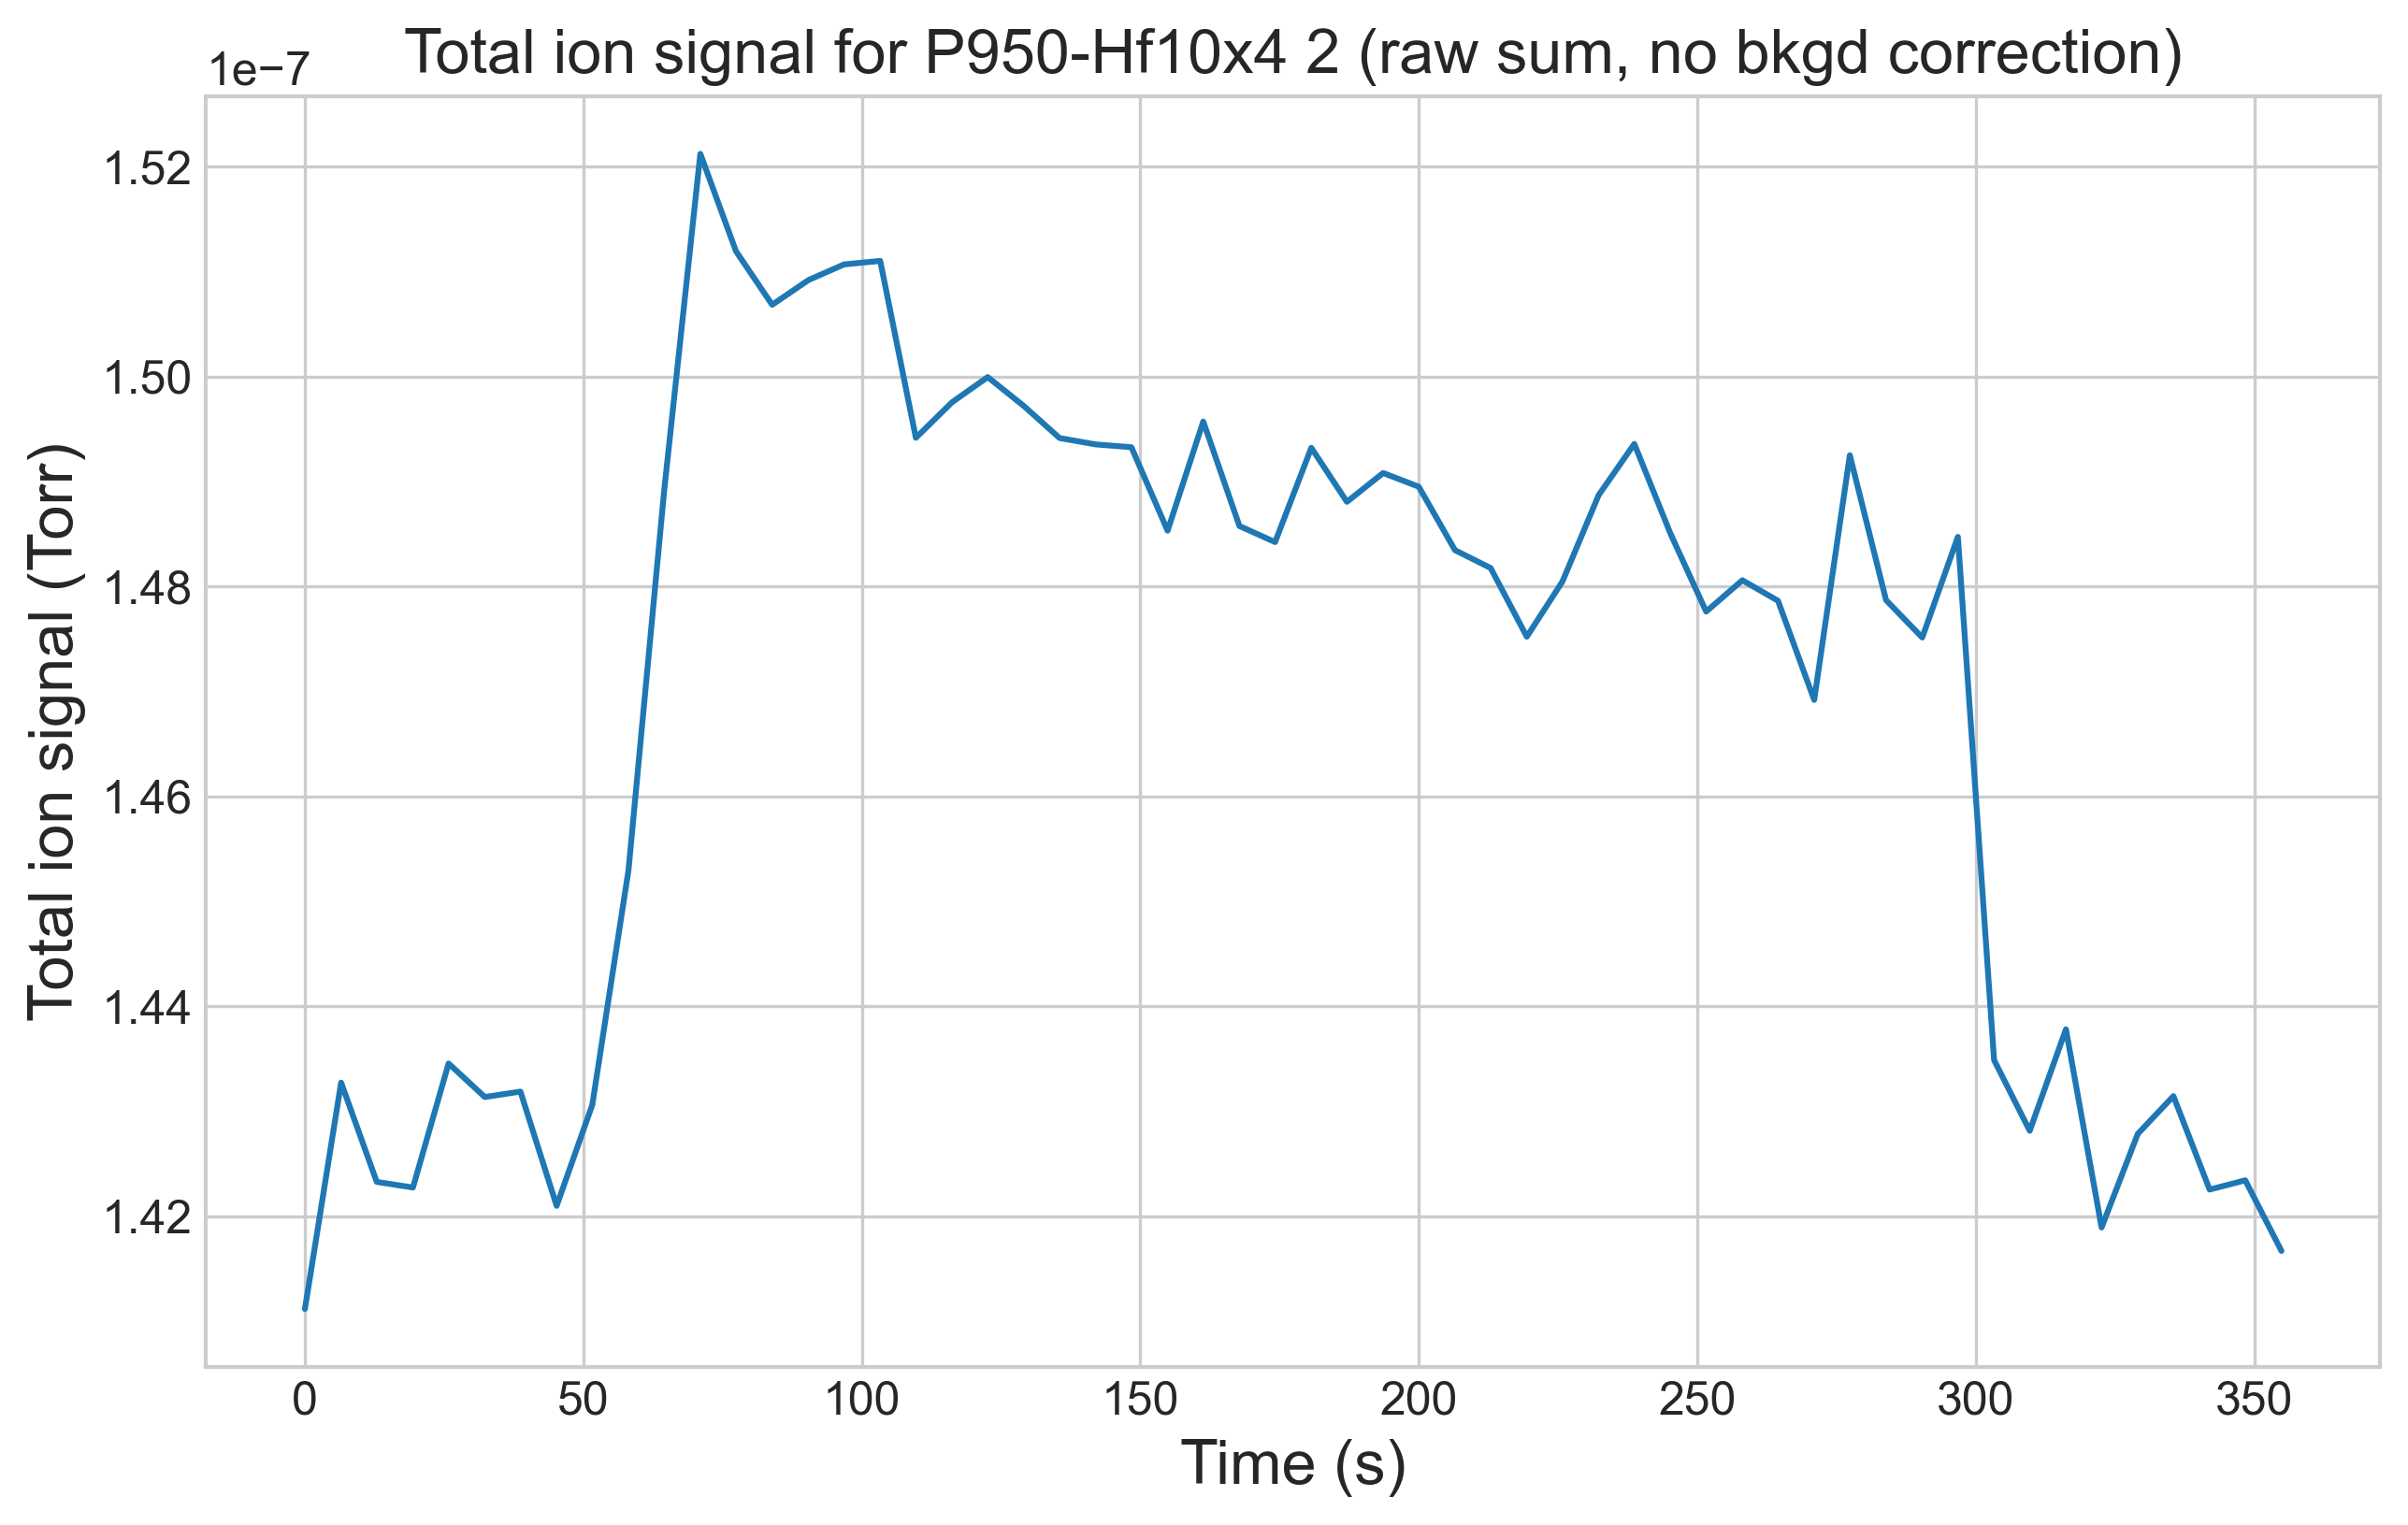 Total ion signal for P950-Hf10x4 2 (raw sum, no bkgd correction)
1e−7
1.52
1.50
1.48
1.46
1.44
1.42
Total ion signal (Torr)
0 50 100 150 200 250 300 350
Time (s)